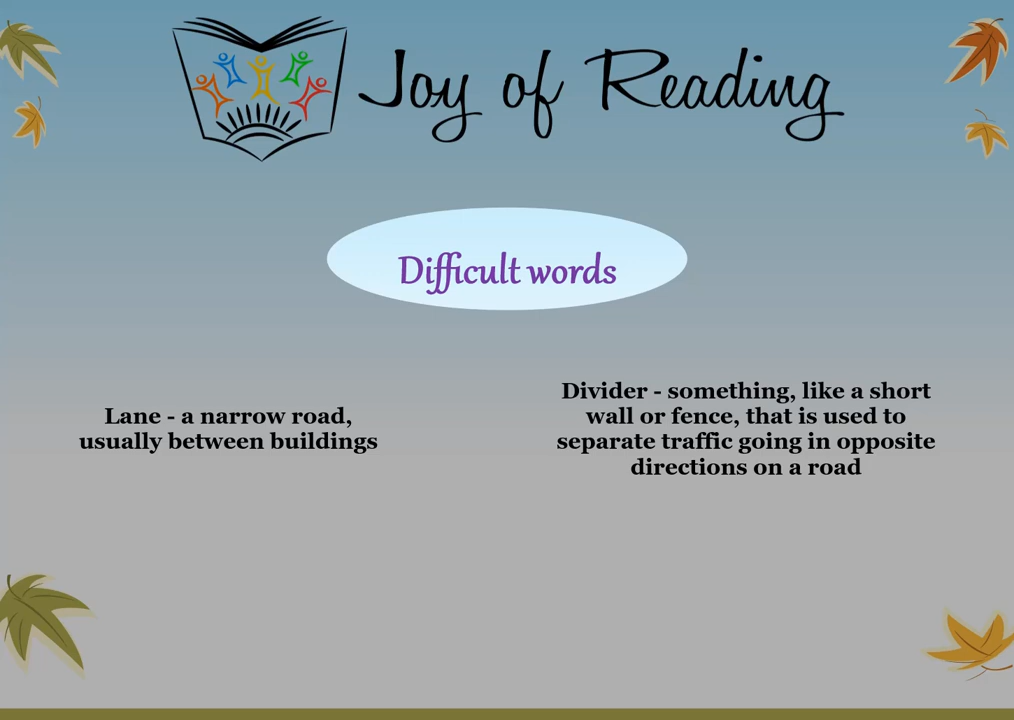 Joy of Reading
Difficult words
Lane - a narrow road,
usually between buildings
Divider - something, like a short
wall or fence, that is used to
separate traffic going in opposite
directions on a road